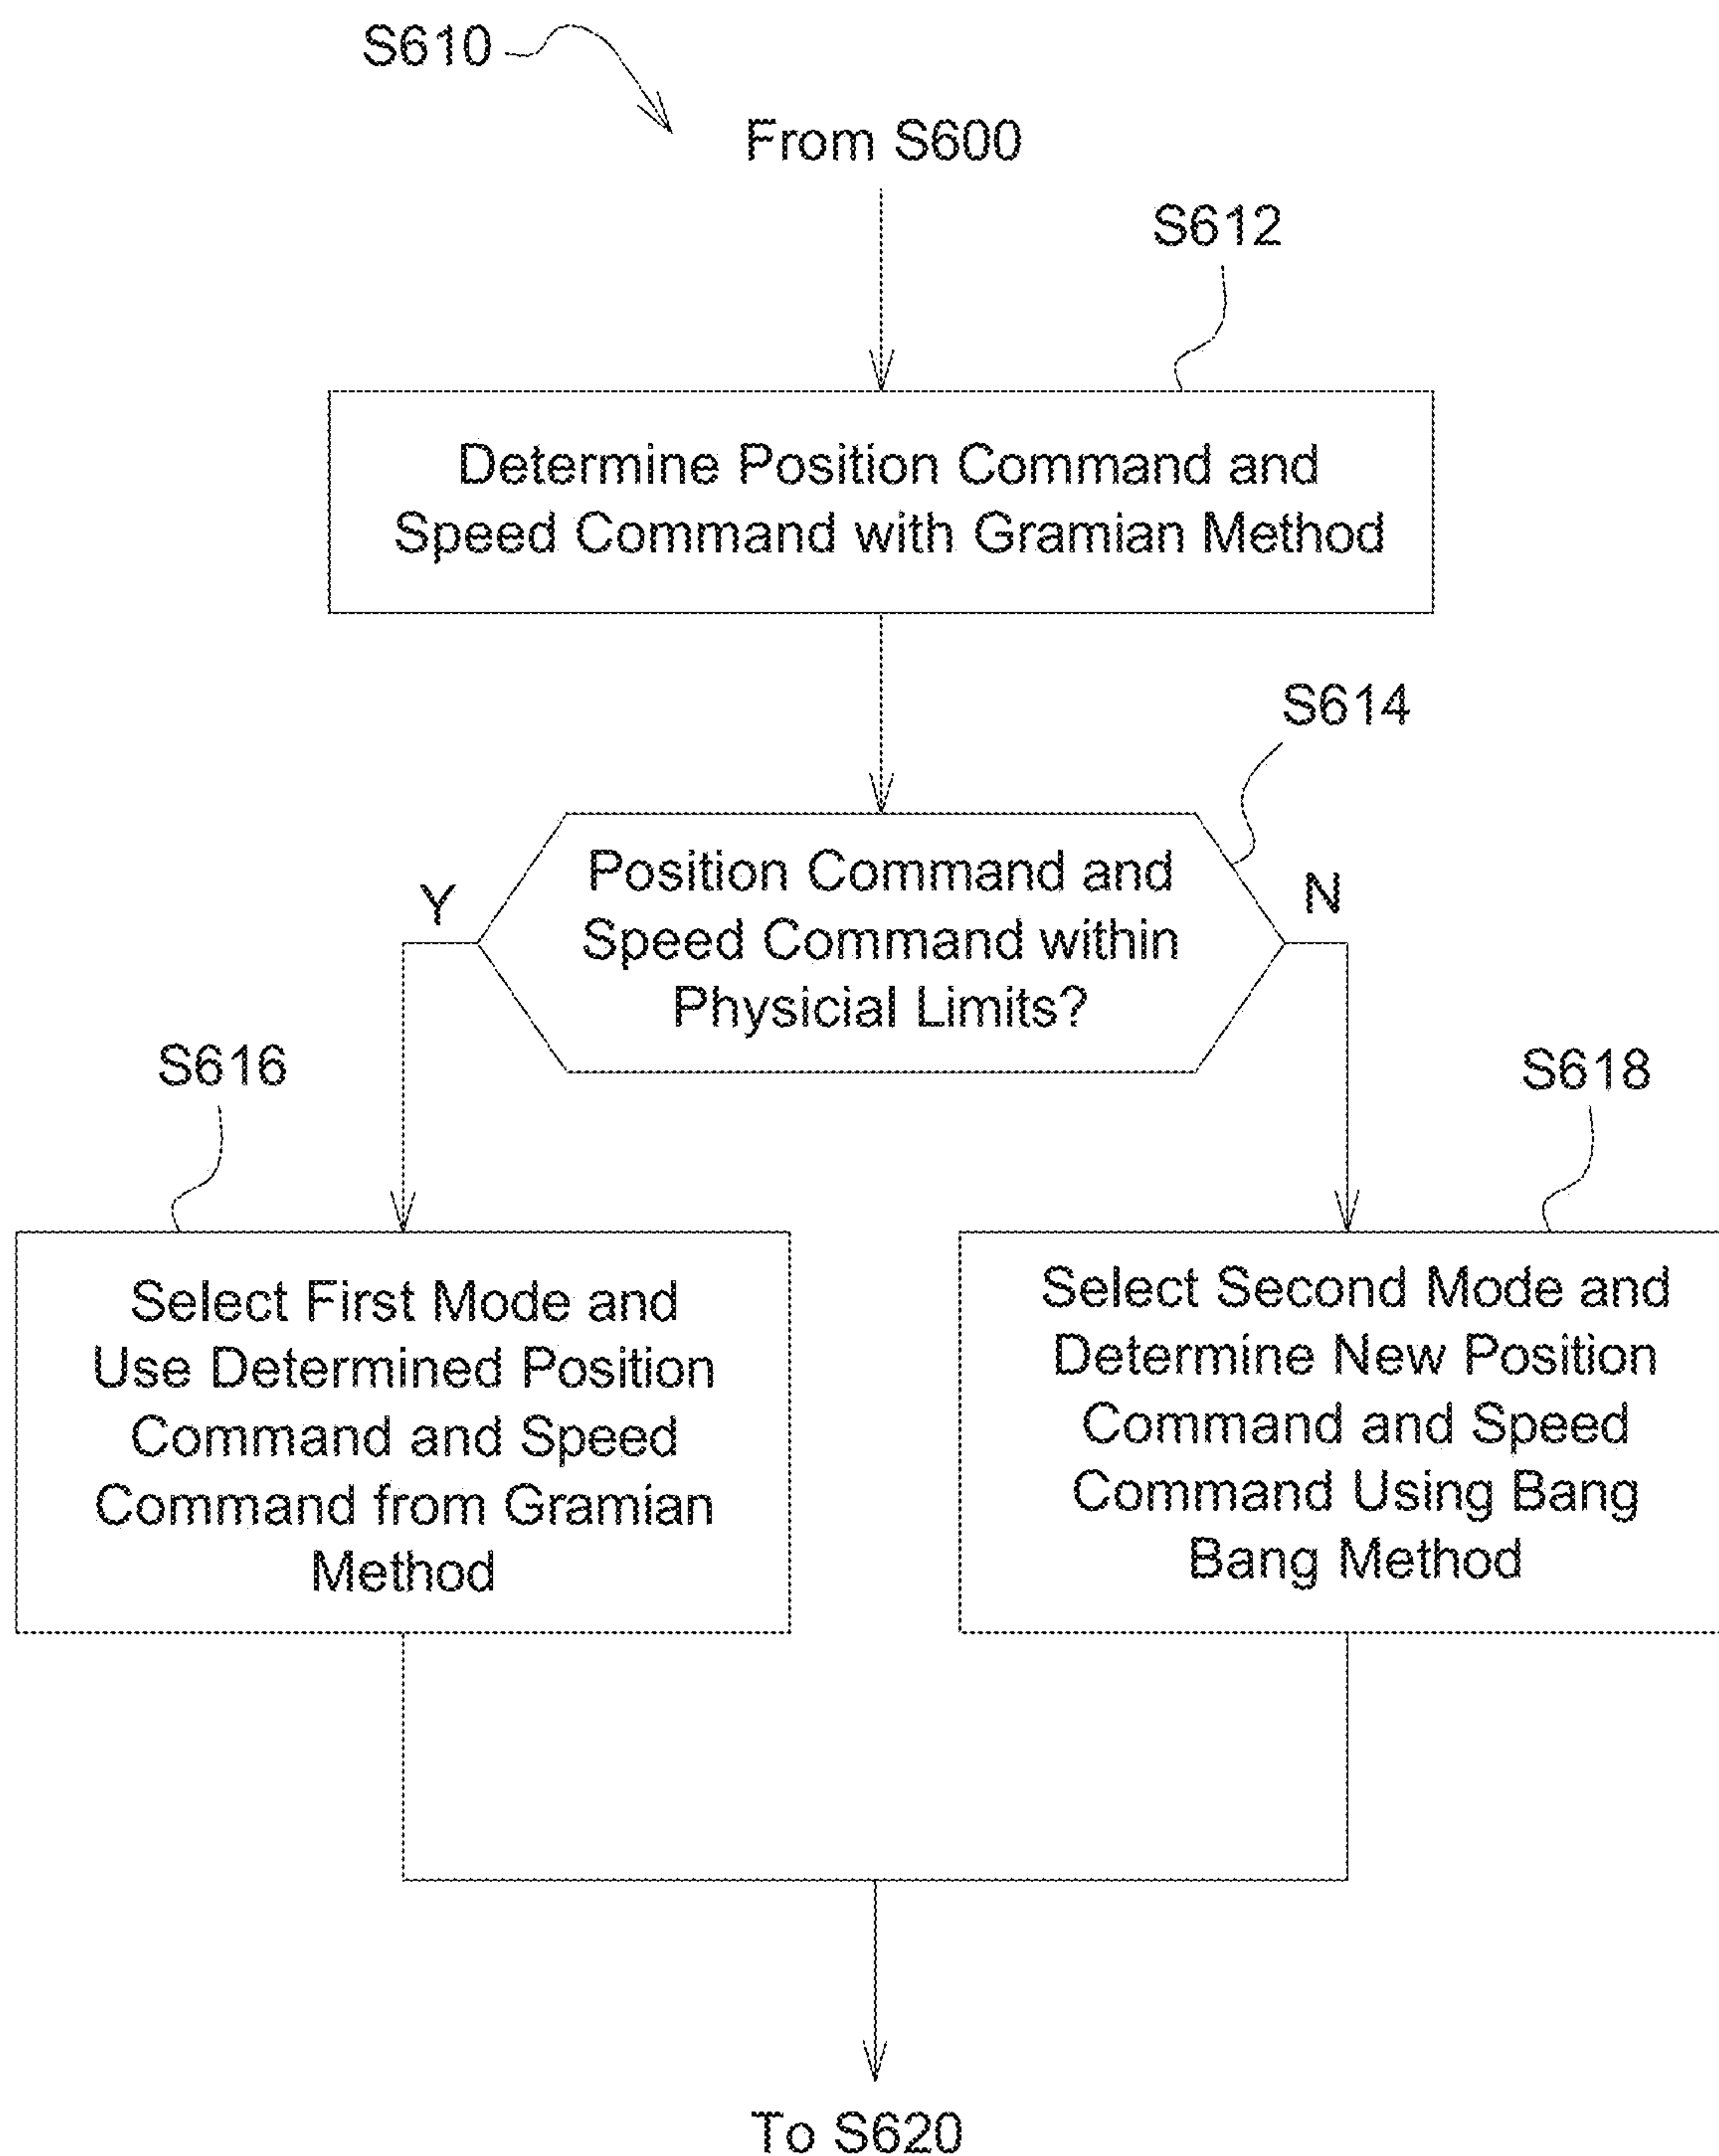 S610
From S600
S612
Determine Position Command and
Speed Command with Gramian Method
S614
Position Command and
Speed Command within
Physicial Limits?
Y
N
S616
S618
Select First Mode and
Use Determined Position
Command and Speed
Command from Gramian
Method
Select Second Mode and
Determine New Position
Command and Speed
Command Using Bang
Bang Method
To S620